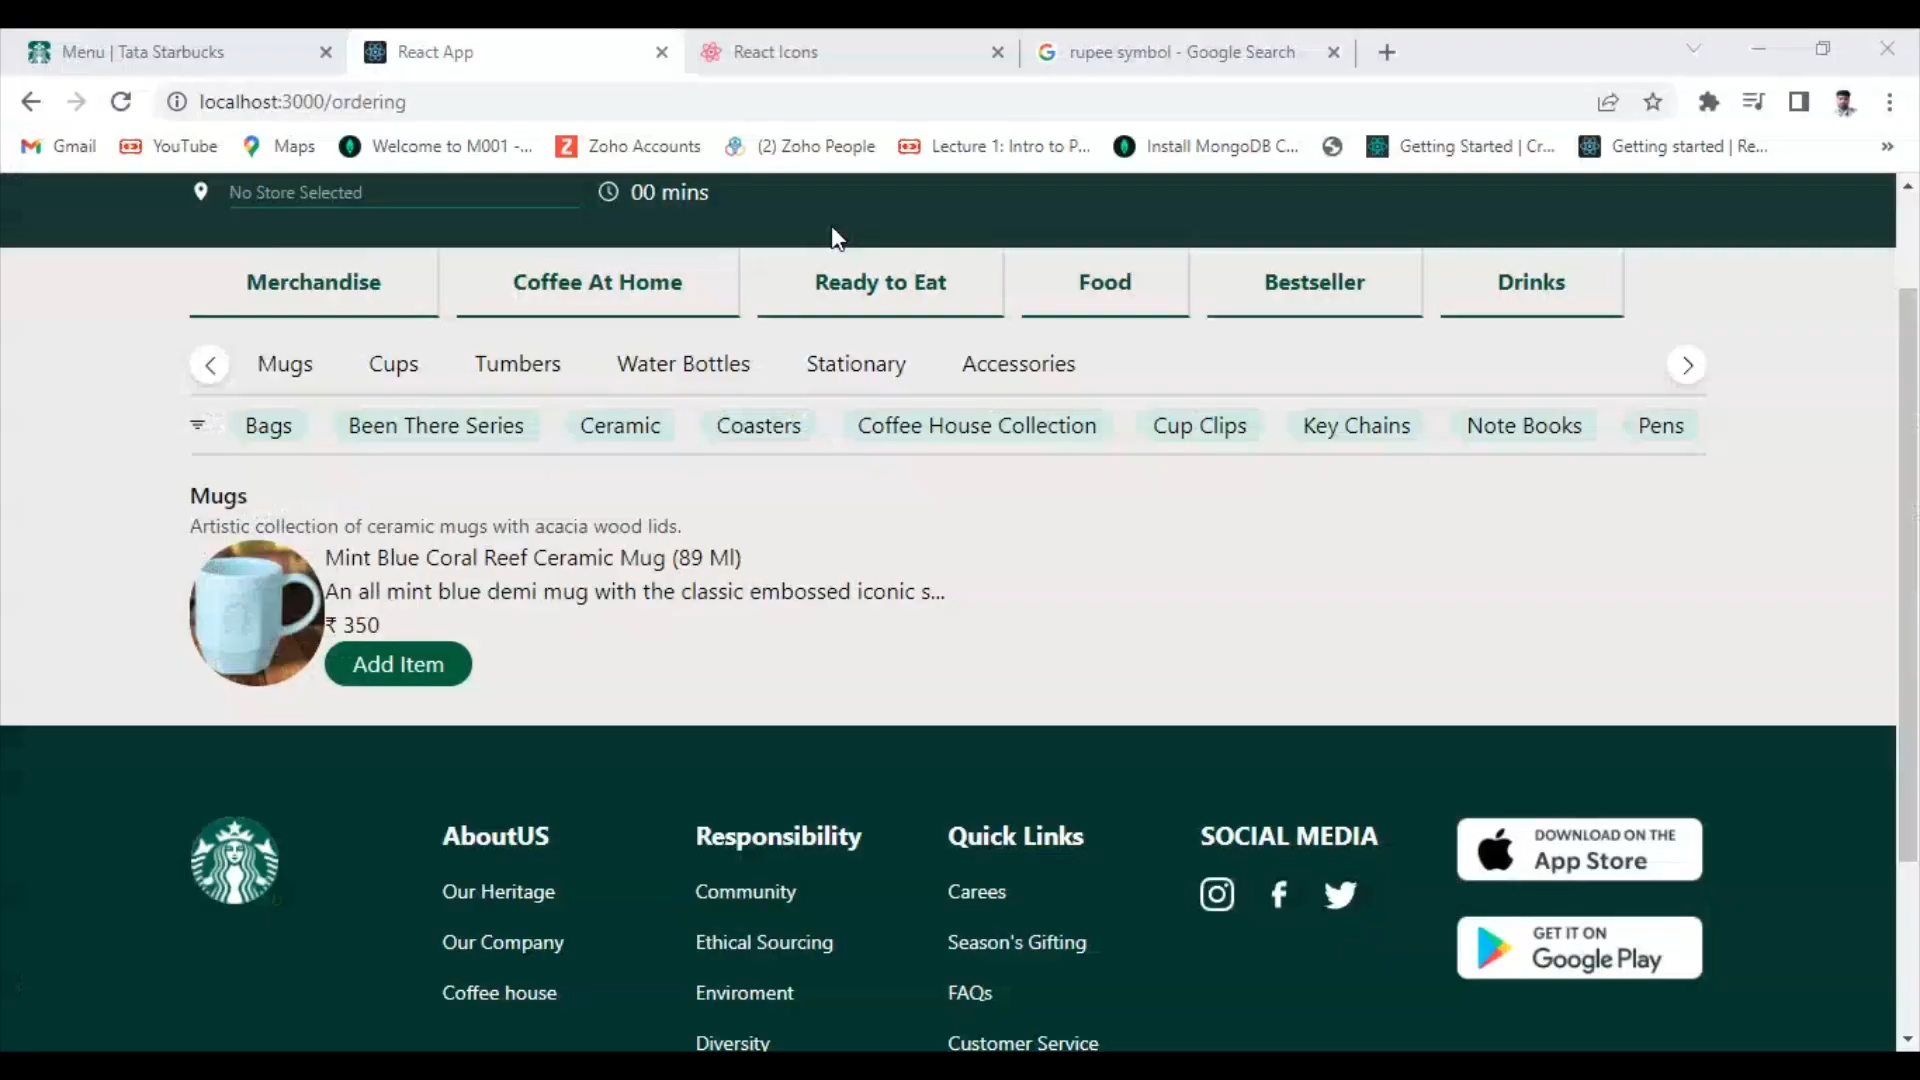 Menu | Tata Starbucks
React App
React Icons
rupee symbol - Google Search
localhost:3000/ordering
Gmail
YouTube
Maps
Welcome to M001 -...
Zoho Accounts
(2) Zoho People
Lecture 1: Intro to P...
Install MongoDB C...
Getting Started | Cr...
Getting started | Re...
No Store Selected
00 mins
Merchandise
Coffee At Home
Ready to Eat
Food
Bestseller
Drinks
Mugs
Cups
Tumbers
Water Bottles
Stationary
Accessories
Bags
Been There Series
Ceramic
Coasters
Coffee House Collection
Cup Clips
Key Chains
Note Books
Pens
Mugs
Artistic collection of ceramic mugs with acacia wood lids.
Mint Blue Coral Reef Ceramic Mug (89 Ml)
An all mint blue demi mug with the classic embossed iconic s...
₹ 350
Add Item
AboutUS
Our Heritage
Our Company
Coffee house
Responsibility
Community
Ethical Sourcing
Enviroment
Diversity
Quick Links
Carees
Season's Gifting
FAQs
Customer Service
SOCIAL MEDIA
DOWNLOAD ON THE
App Store
GET IT ON
Google Play